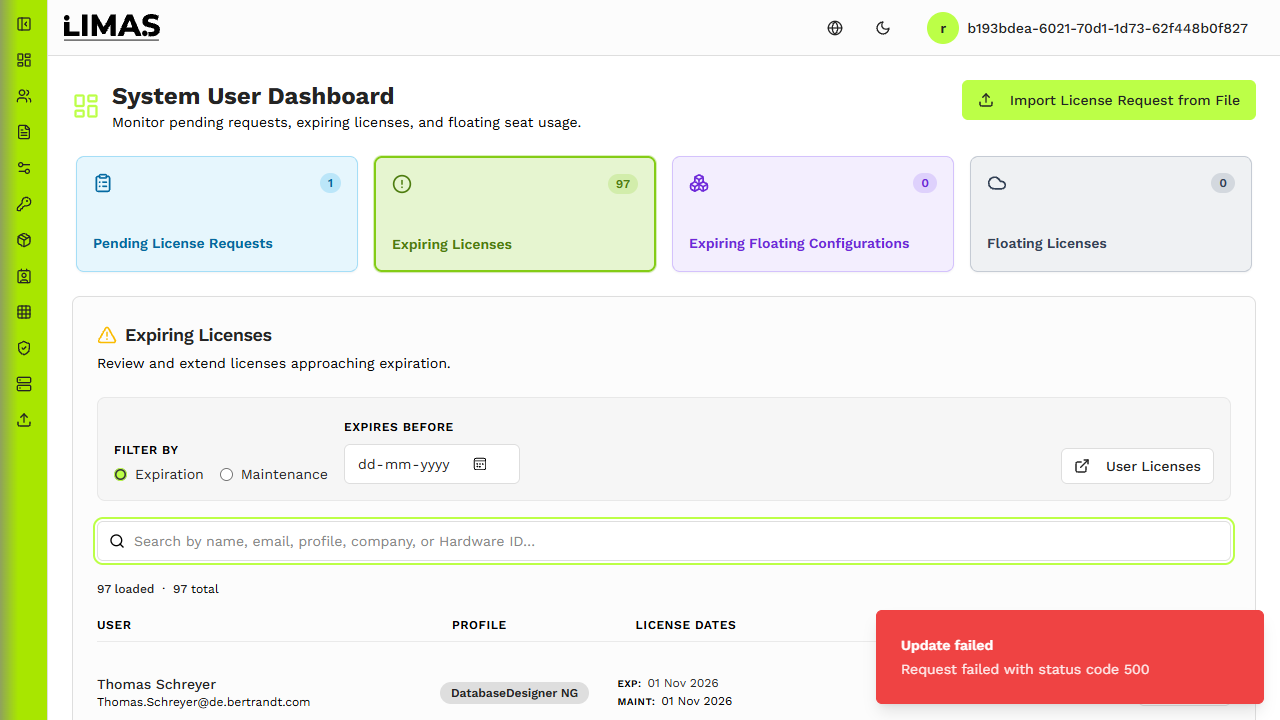 LIMAS
r
b193bdea-6021-70d1-1d73-62f448b0f827
System User Dashboard
Monitor pending requests, expiring licenses, and floating seat usage.
Import License Request from File
1
Pending License Requests
97
Expiring Licenses
0
Expiring Floating Configurations
0
Floating Licenses
Expiring Licenses
Review and extend licenses approaching expiration.
FILTER BY
Expiration
Maintenance
EXPIRES BEFORE
dd-mm-yyyy
User Licenses
Search by name, email, profile, company, or Hardware ID...
97 loaded · 97 total
USER PROFILE LICENSE DATES
Thomas Schreyer
Thomas.Schreyer@de.bertrandt.com
DatabaseDesigner NG
EXP: 01 Nov 2026
MAINT: 01 Nov 2026
Update failed
Request failed with status code 500